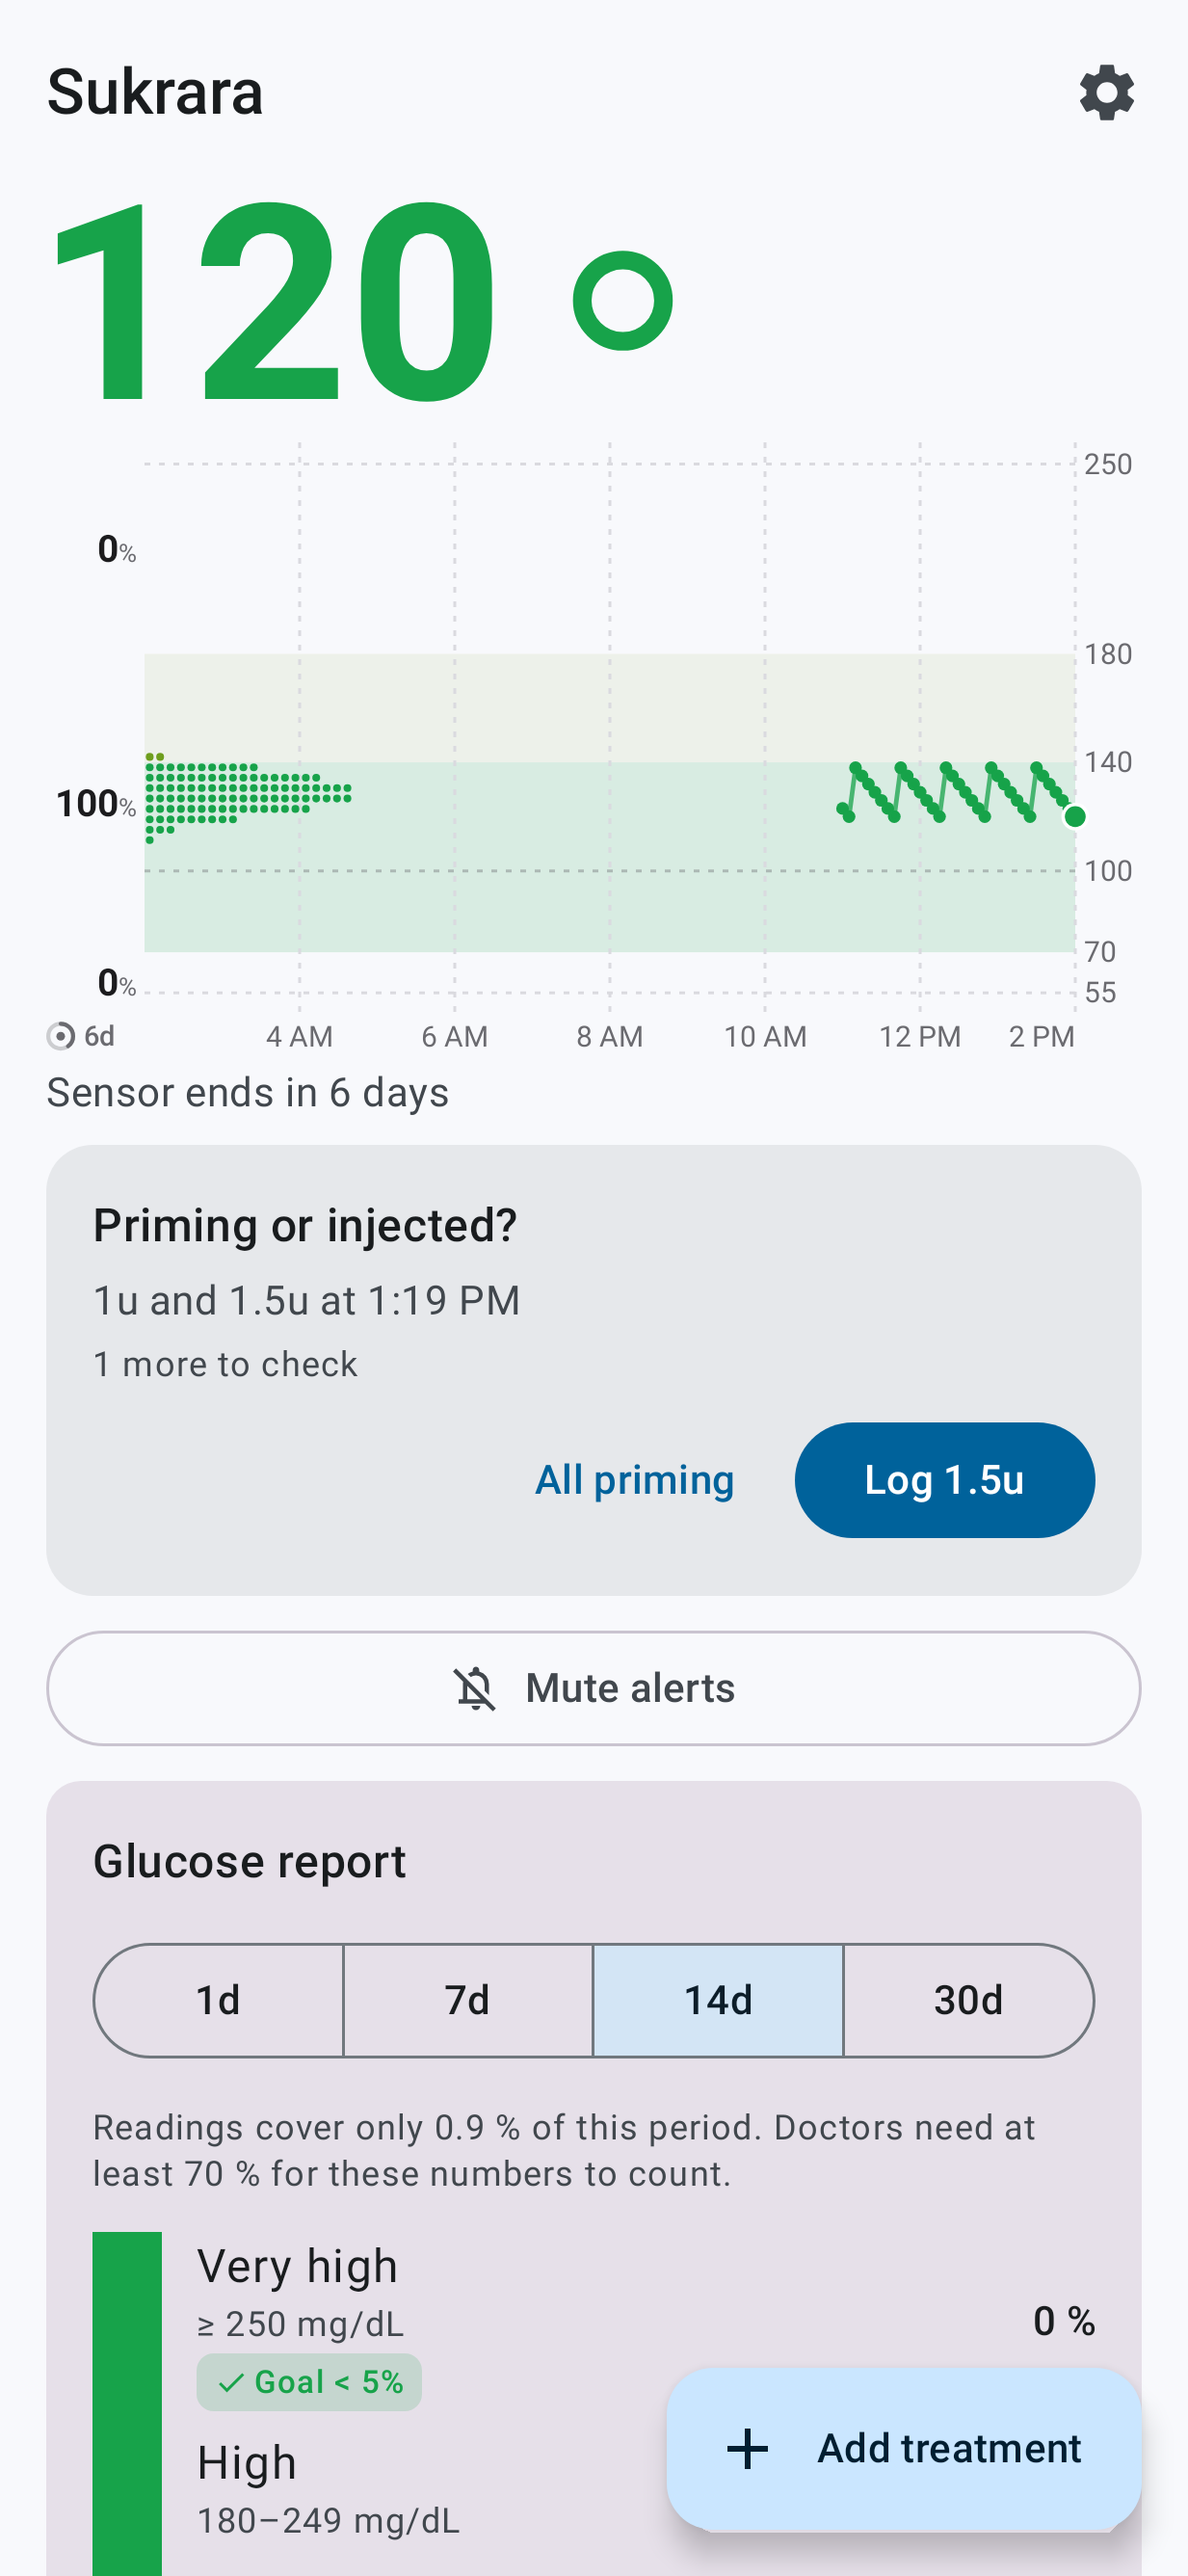 Sukrara
120
250
0%
180
140
100%
100
70
0%
55
6d
4 AM
6 AM
8 AM
10 AM
12 PM
2 PM
Sensor ends in 6 days
Priming or injected?
1u and 1.5u at 1:19 PM
1 more to check
All priming
Log 1.5u
Mute alerts
Glucose report
1d
7d
14d
30d
Readings cover only 0.9 % of this period. Doctors need at
least 70 % for these numbers to count.
Very high
≥ 250 mg/dL
0 %
Goal < 5%
High
180–249 mg/dL
Add treatment